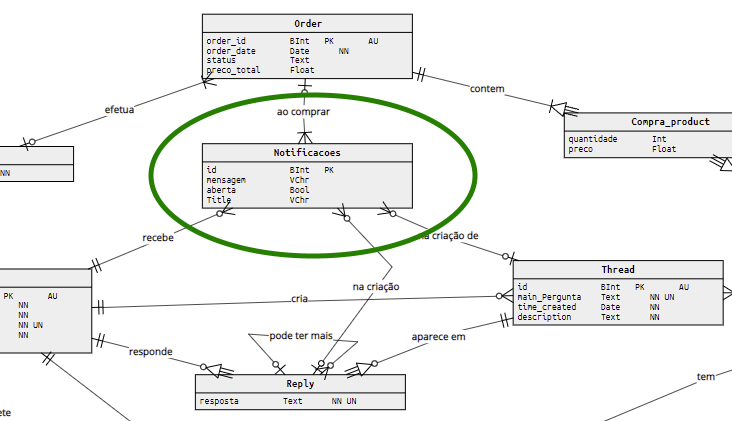 Order
order_id BInt PK AU
order_date Date NN
status Text
preco_total Float
efetua
ao comprar
contem
Compra_product
quantidade Int
preco Float
NN
Notificacoes
id BInt PK
mensagem VChr
aberta Bool
Title VChr
recebe
na criação de
PK AU
NN
NN
NN UN
NN
Thread
id BInt PK AU
main_Pergunta Text NN UN
time_created Date NN
description Text NN
na criação
cria
pode ter mais
aparece em
responde
Reply
resposta Text NN UN
tem
ete